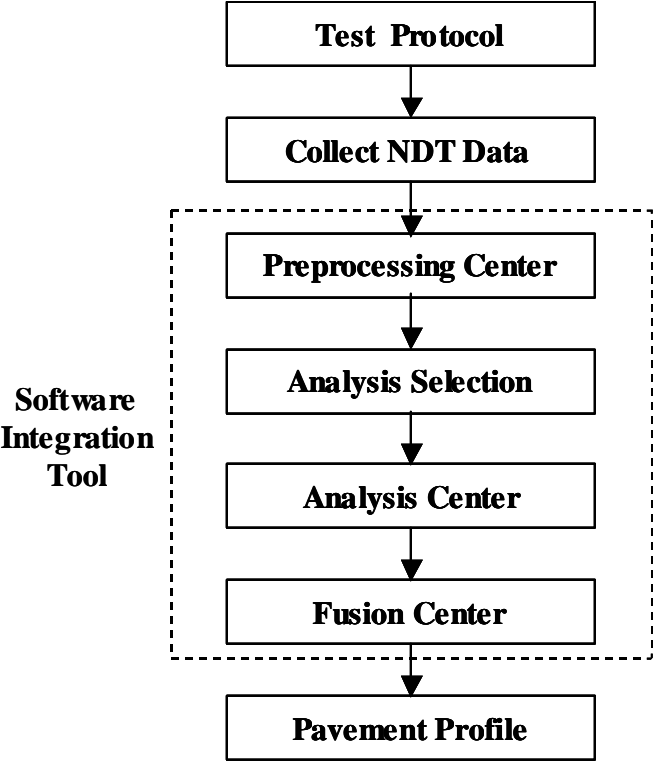 Test Protocol
Collect NDT Data
Preprocessing Center
Analysis Selection
Software
Integration
Tool
Analysis Center
Fusion Center
Pavement Profile